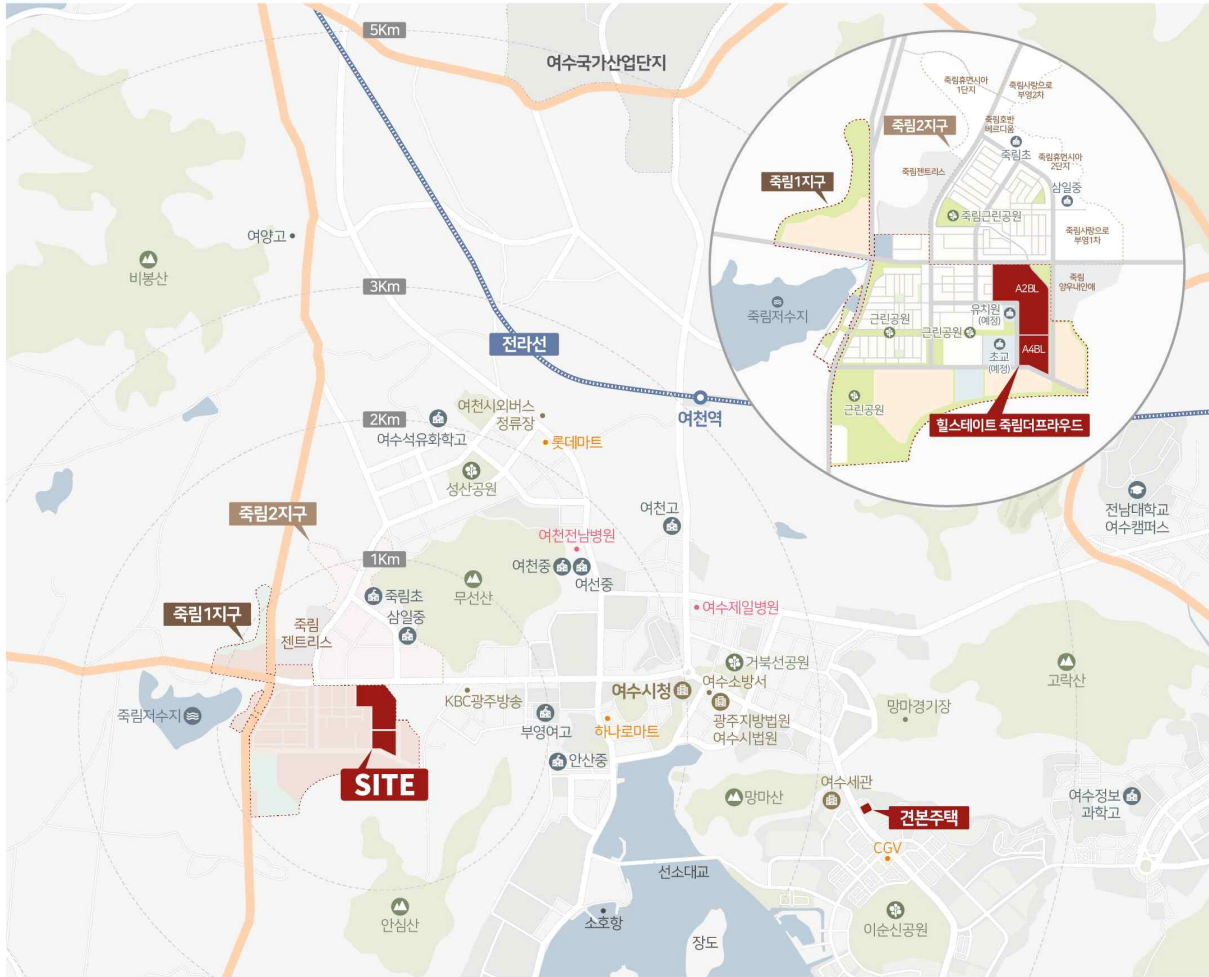 5Km
여수국가산업단지
죽림휴먼시아
1단지
죽림사랑으로
부영2차
죽림2지구
죽림호반
베르디움
죽림초
죽림젠트리스
죽림휴먼시아
2단지
죽림1지구
삼일중
죽림근린공원
죽림사랑으로
부영1차
죽림
양우내안애
A2BL
죽림저수지
유치원
(예정)
근린공원
근린공원
초교
(예정)
A4BL
근린공원
힐스테이트 죽림더프라우드
여양고
비봉산
3Km
전라선
여천역
여천시외버스
정류장
2Km
여수석유화학고
롯데마트
성산공원
전남대학교
여수캠퍼스
죽림2지구
여천고
여천전남병원
1Km
여천중
여선중
무선산
죽림초
삼일중
죽림1지구
죽림
젠트리스
여수제일병원
거북선공원
고락산
여수시청
여수소방서
KBC광주방송
죽림저수지
부영여고
하나로마트
광주지방법원
여수시법원
망마경기장
안산중
SITE
여수세관
망마산
견본주택
여수정보
과학고
CGV
선소대교
안심산
소호항
장도
이순신공원